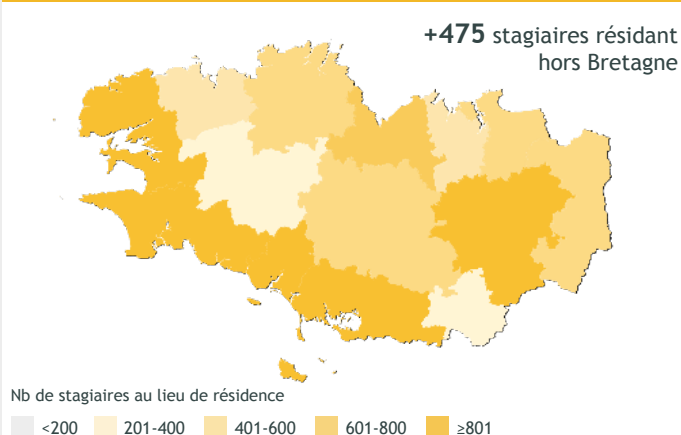 +475 stagiaires résidant
hors Bretagne
Nb de stagiaires au lieu de résidence
<200 201-400 401-600 601-800 ≥801